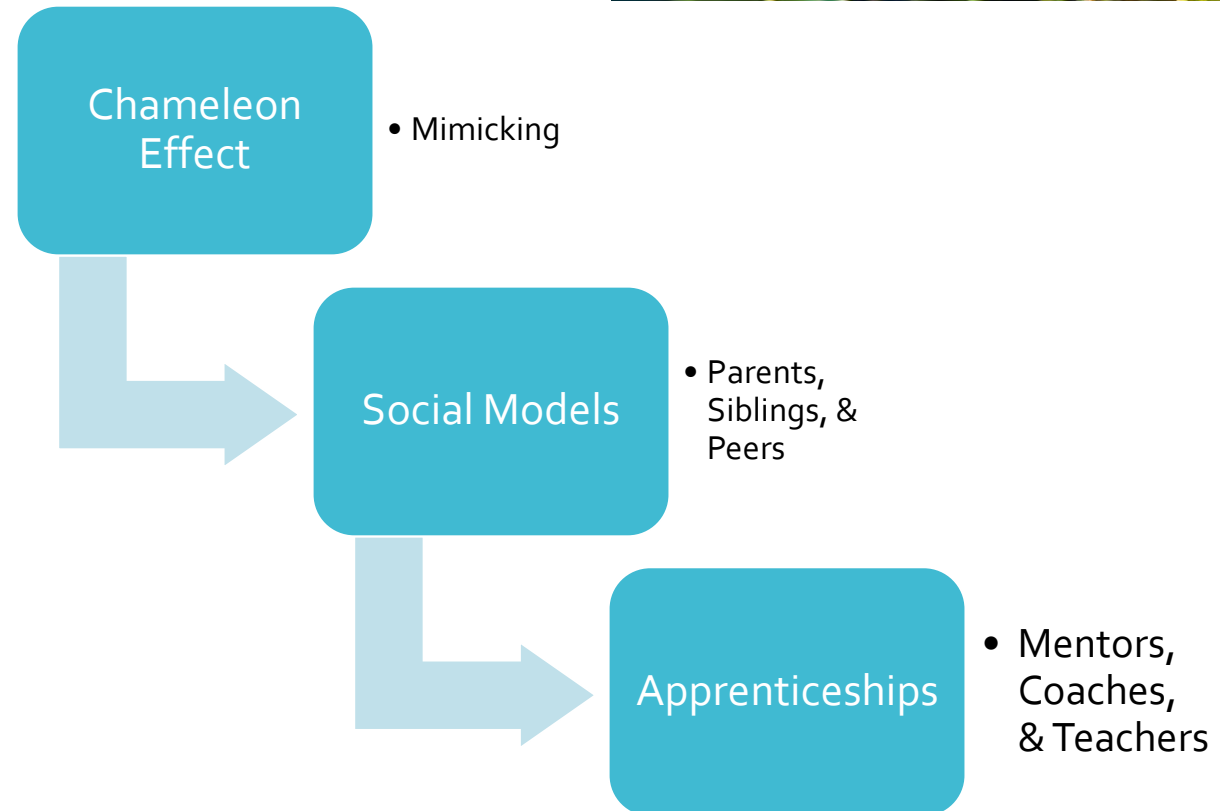 Chameleon
Effect
• Mimicking
Social Models
• Parents,
Siblings, &
Peers
Apprenticeships
• Mentors,
Coaches,
& Teachers